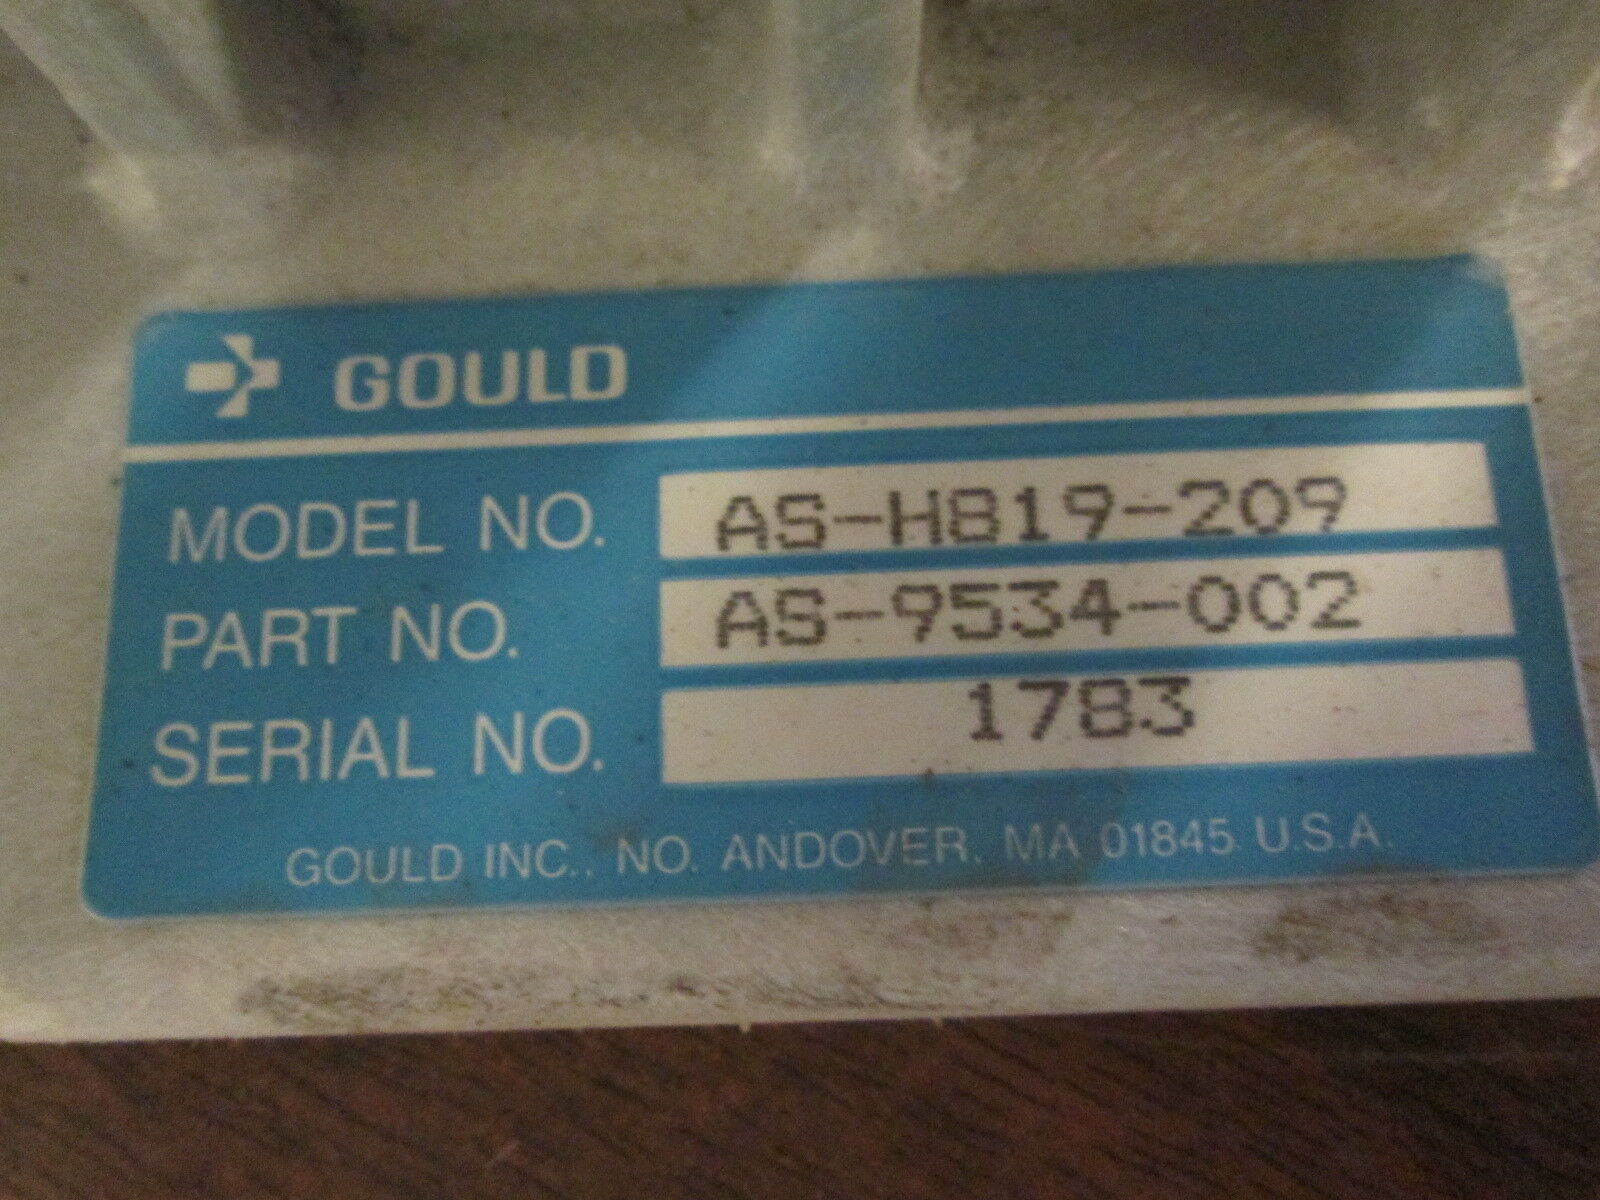 GOULD
MODEL NO. AS-H819-209
PART NO. AS-9534-002
SERIAL NO. 1783
GOULD INC., NO. ANDOVER, MA 01845 U.S.A.